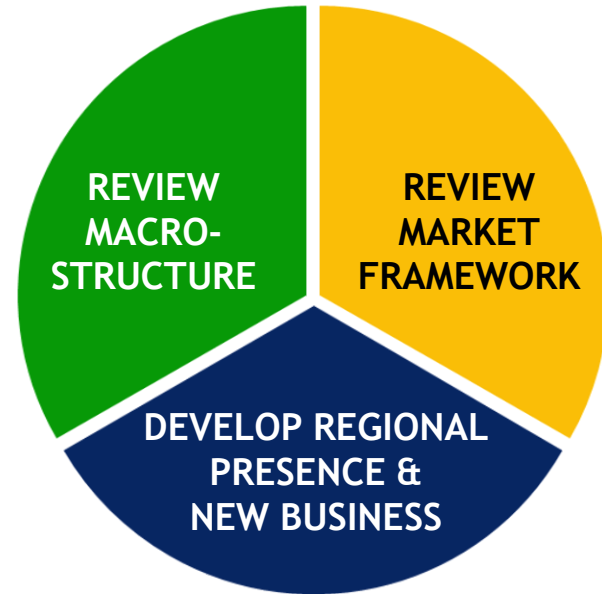 REVIEW
MACRO-
STRUCTURE
REVIEW
MARKET
FRAMEWORK
DEVELOP REGIONAL
PRESENCE &
NEW BUSINESS